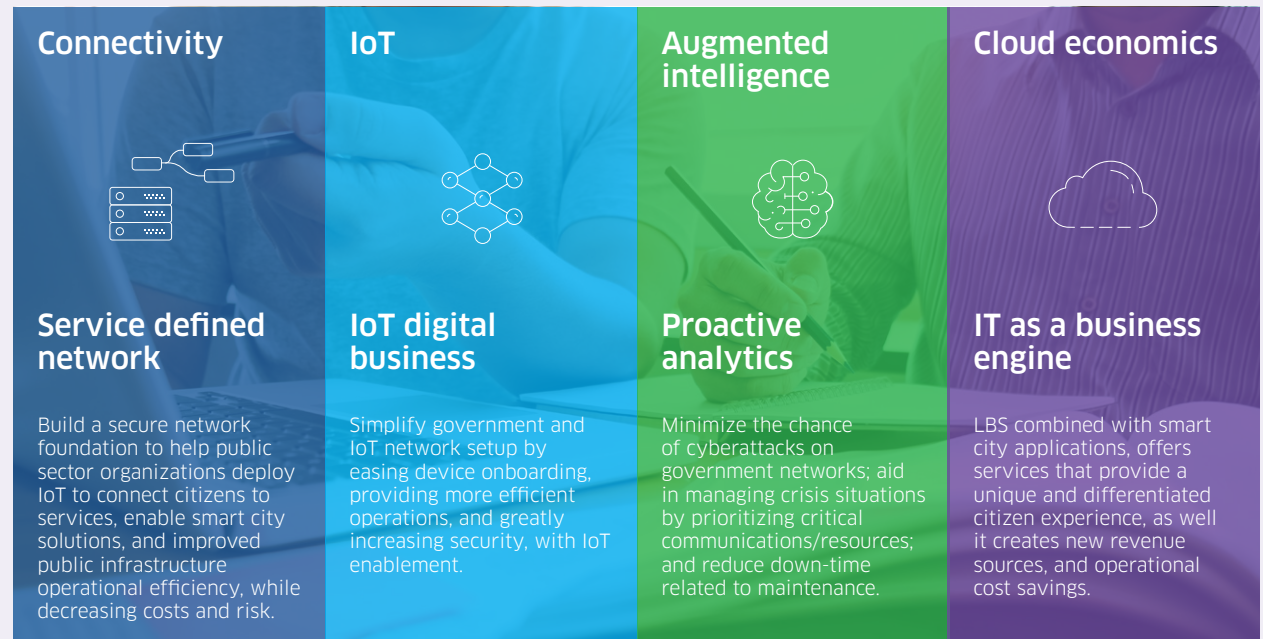 Connectivity
Service defined
network
Build a secure network
foundation to help public
sector organizations deploy
IoT to connect citizens to
services, enable smart city
solutions, and improved
public infrastructure
operational efficiency, while
decreasing costs and risk.
IoT
IoT digital
business
Simplify government and
IoT network setup by
easing device onboarding,
providing more efficient
operations, and greatly
increasing security, with IoT
enablement.
Augmented
intelligence
Proactive
analytics
Minimize the chance
of cyberattacks on
government networks; aid
in managing crisis situations
by prioritizing critical
communications/resources;
and reduce down-time
related to maintenance.
Cloud economics
IT as a business
engine
LBS combined with smart
city applications, offers
services that provide a
unique and differentiated
citizen experience, as well
it creates new revenue
sources, and operational
cost savings.